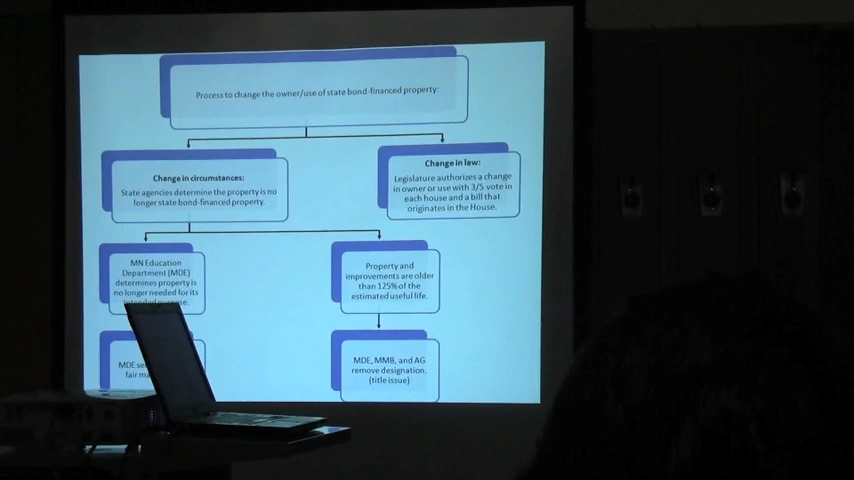 Process to change the owner/use of state bond-financed property:
Change in circumstances:
State agencies determine the property is no
longer state bond-financed property.
Change in law:
Legislature authorizes a change
in owner or use with 3/5 vote in
each house and a bill that
originates in the House.
MN Education
Department (MDE)
determines property is
no longer needed for its
intended purpose.
Property and
improvements are older
than 125% of the
estimated useful life.
MDE
fair
MDE, MMB, and AG
remove designation.
(title issue)